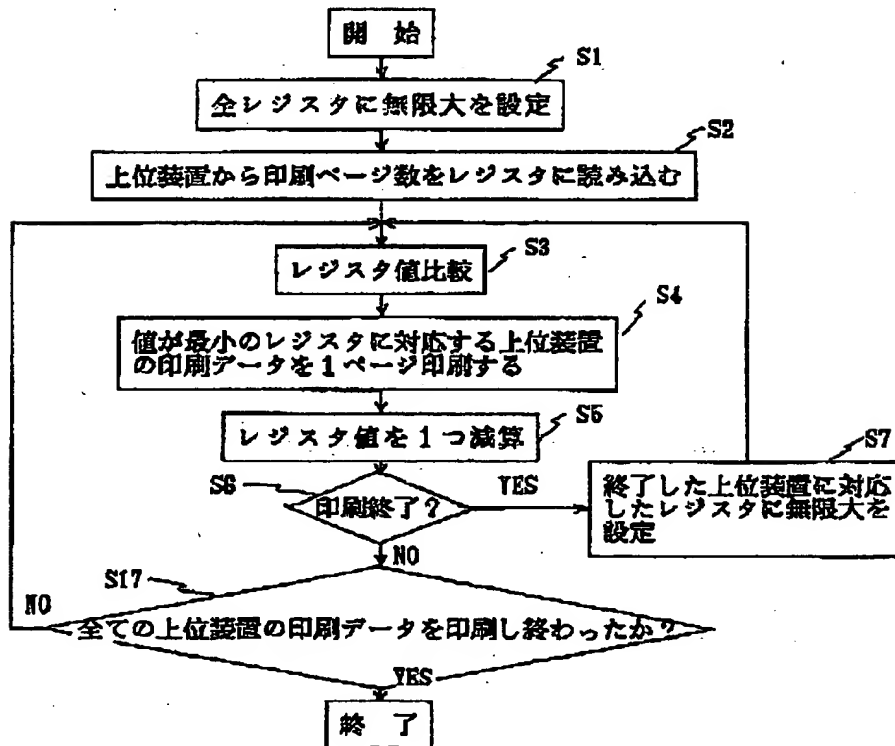 開 始
S1
全レジスタに無限大を設定
S2
上位装置から印刷ページ数をレジスタに読み込む
S3
レジスタ値比較
S4
値が最小のレジスタに対応する上位装置
の印刷データを1ページ印刷する
S5
レジスタ値を1つ減算
S6
印刷終了?
YES
S7
終了した上位装置に対応
したレジスタに無限大を
設定
NO
S17
NO
全ての上位装置の印刷データを印刷し終わったか?
YES
終 了